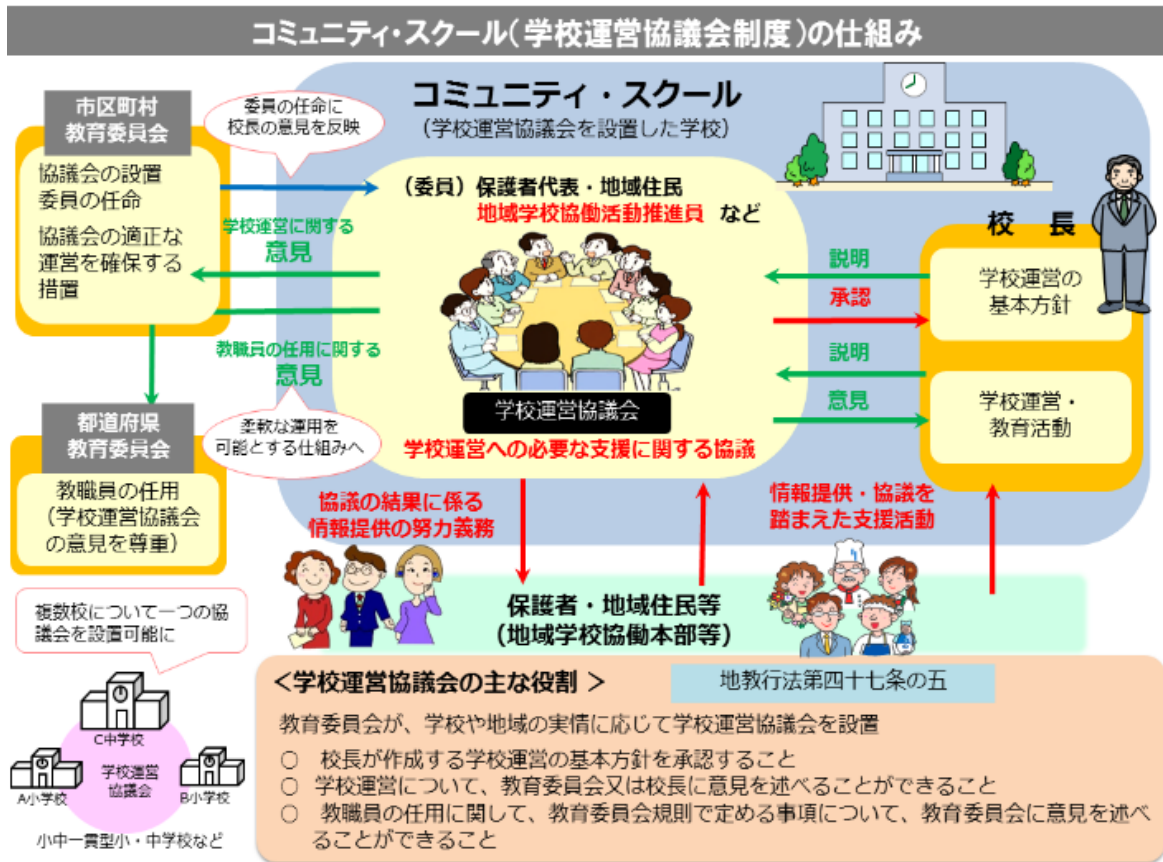 コミュニティ・スクール(学校運営協議会制度)の仕組み
市区町村
教育委員会
協議会の設置
委員の任命
協議会の適正な
運営を確保する
措置
委員の任命に
校長の意見を反映
コミュニティ・スクール
(学校運営協議会を設置した学校)
(委員)保護者代表・地域住民
地域学校協働活動推進員 など
学校運営に関する
意見
教職員の任用に関する
意見
柔軟な運用を
可能とする仕組みへ
学校運営協議会
学校運営への必要な支援に関する協議
校 長
説明
承認
学校運営の
基本方針
説明
意見
学校運営・
教育活動
都道府県
教育委員会
教職員の任用
(学校運営協議会
の意見を尊重)
協議の結果に係る
情報提供の努力義務
情報提供・協議を
踏まえた支援活動
保護者・地域住民等
(地域学校協働本部等)
複数校について一つの協
議会を設置可能に
C中学校
A小学校
学校運営
協議会
B小学校
小中一貫型小・中学校など
<学校運営協議会の主な役割 >
地教行法第四十七条の五
教育委員会が、学校や地域の実情に応じて学校運営協議会を設置
○ 校長が作成する学校運営の基本方針を承認すること
○ 学校運営について、教育委員会又は校長に意見を述べることができること
○ 教職員の任用に関して、教育委員会規則で定める事項について、教育委員会に意見を述べ
ることができること